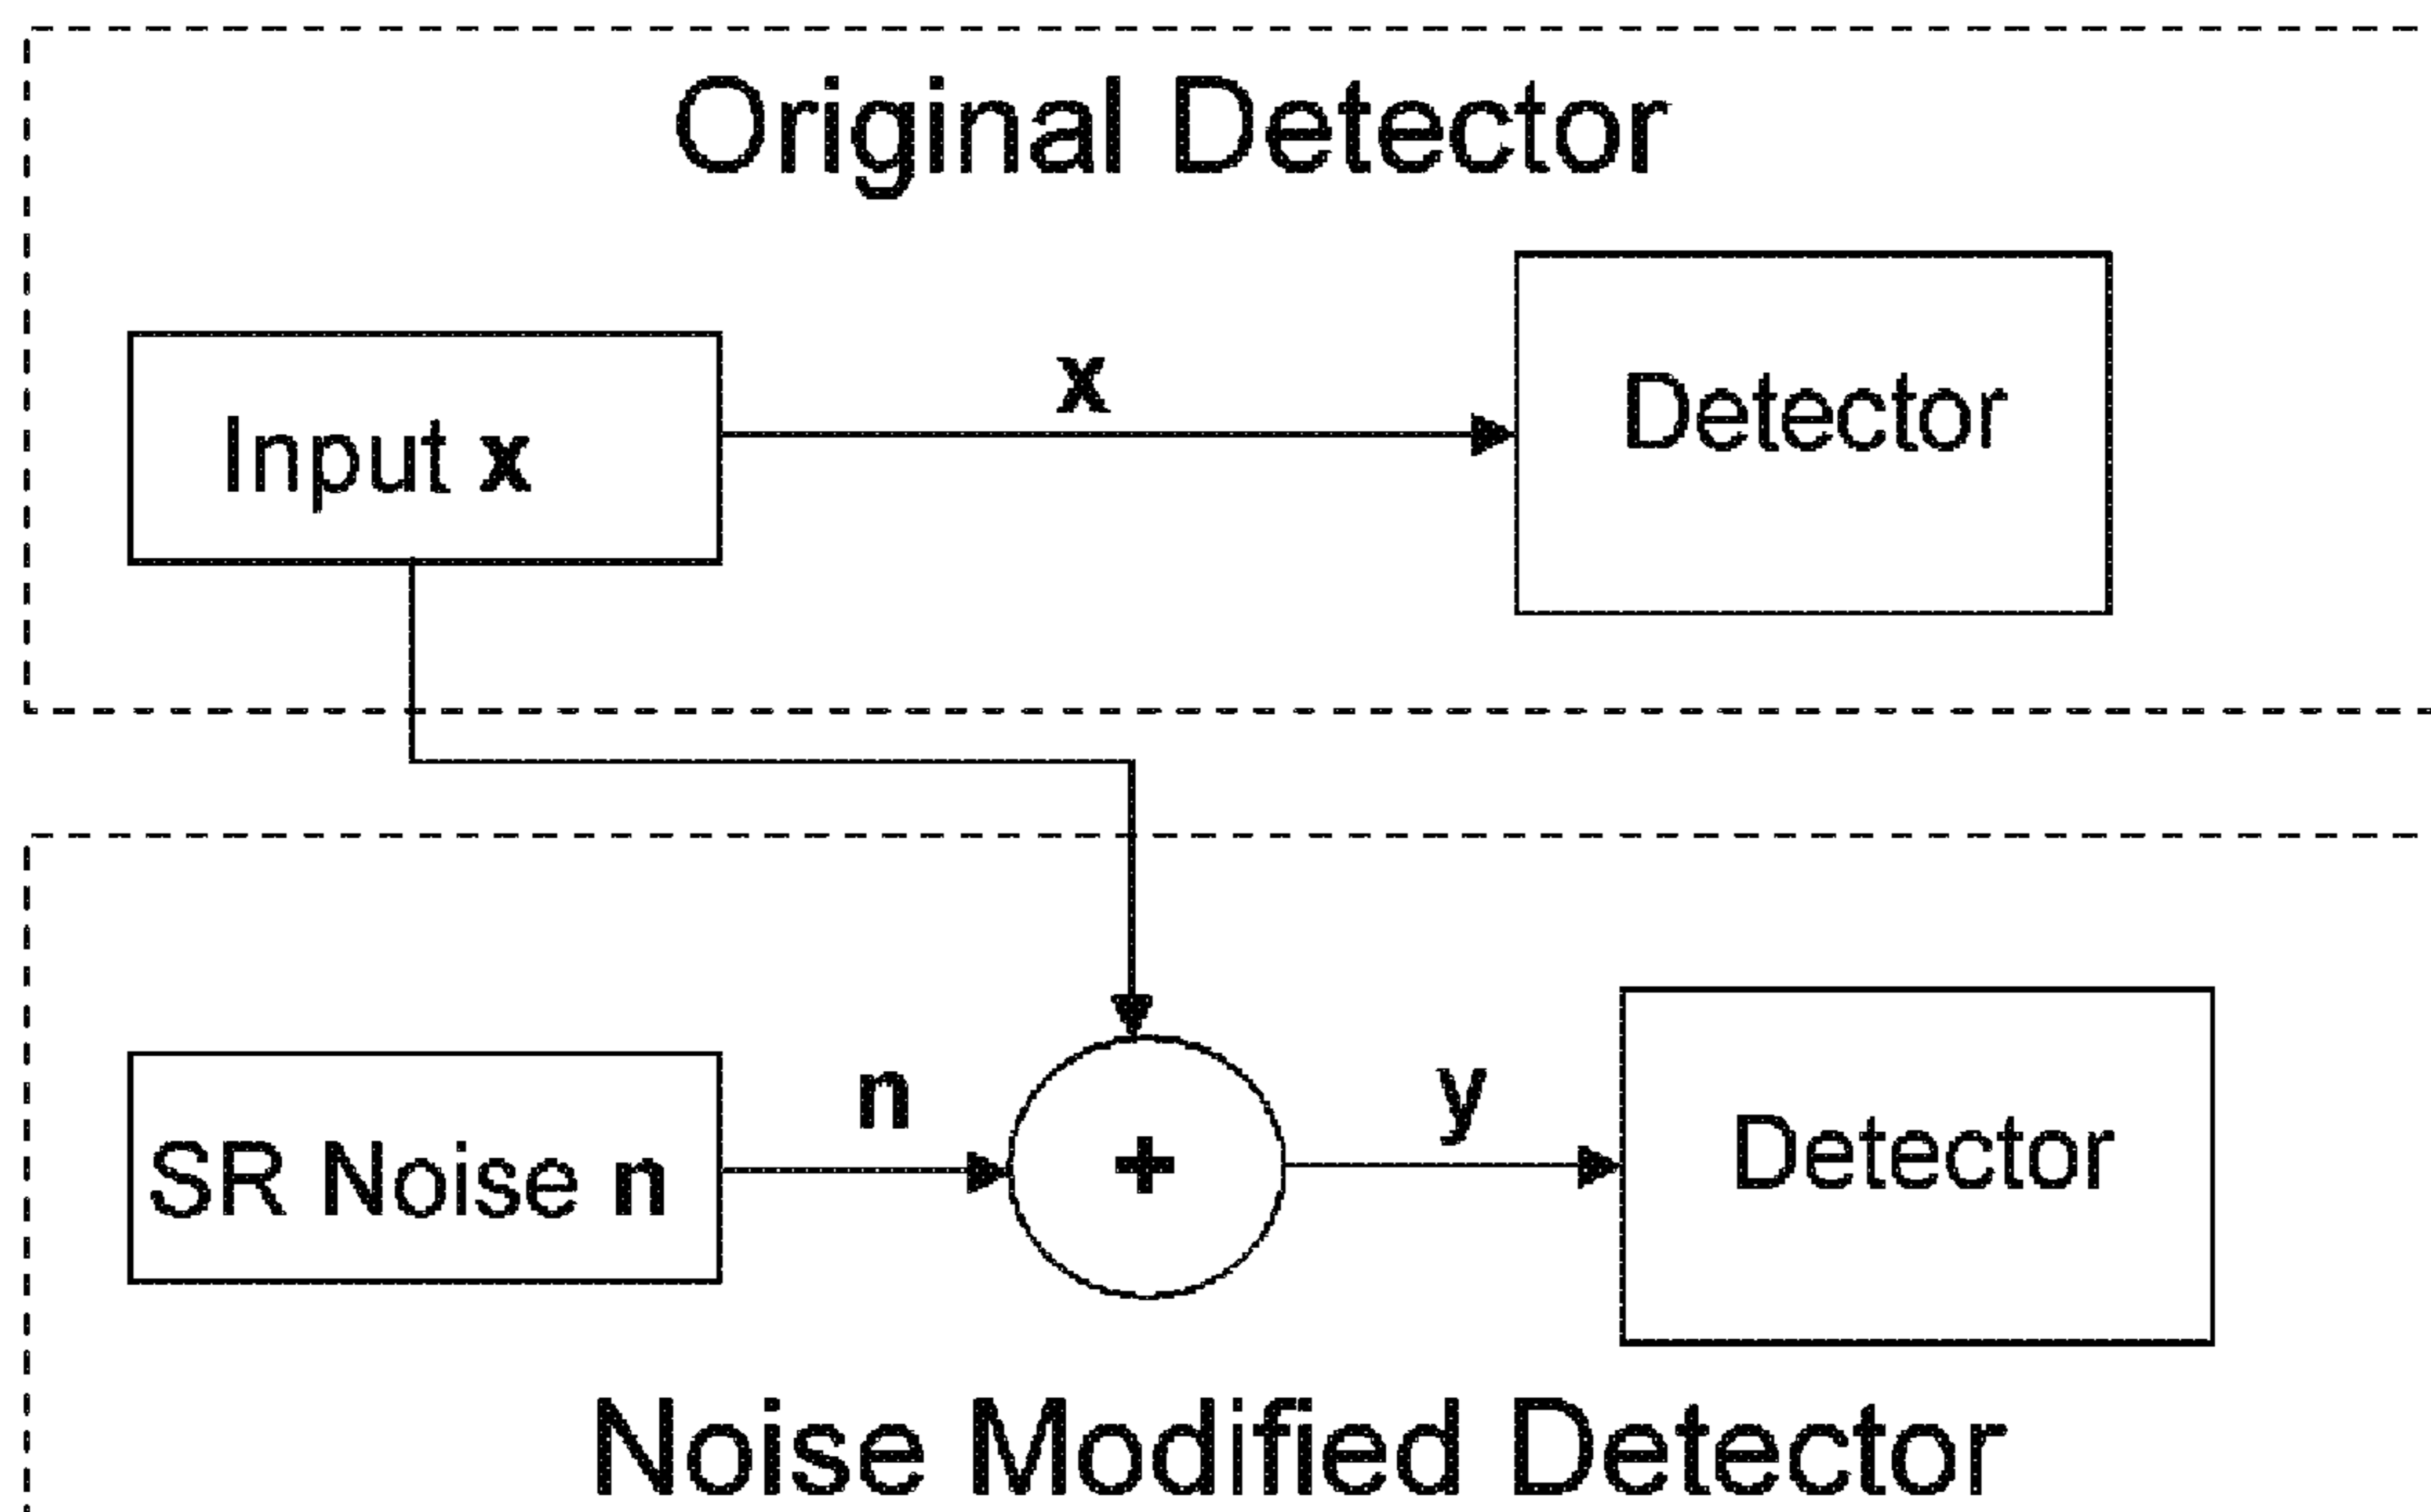 Original Detector
x
Input x
Detector
n
y
SR Noise n
+
Detector
Noise Modified Detector